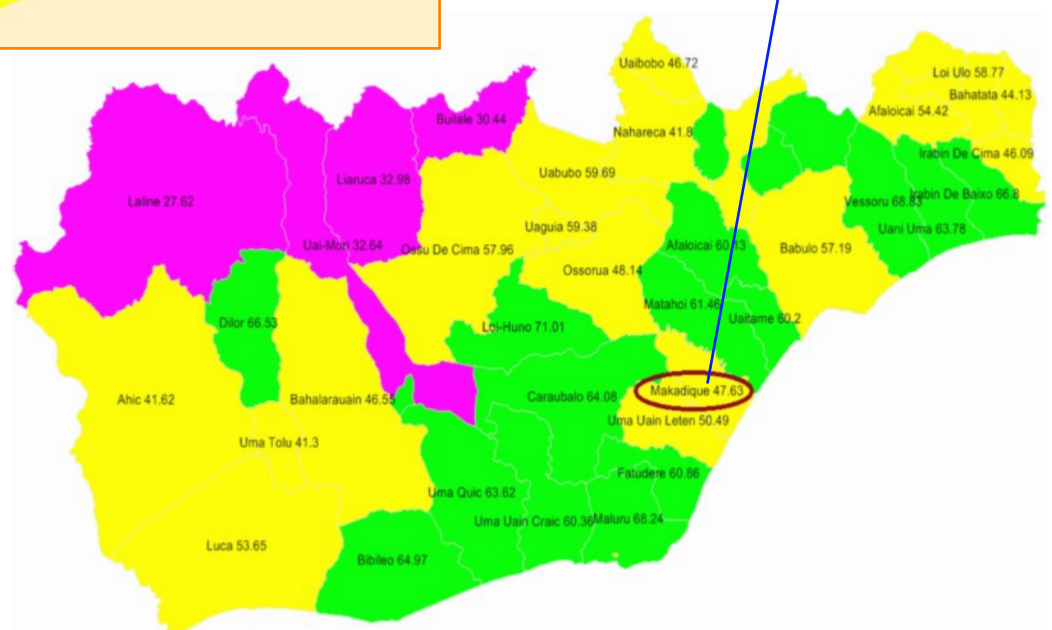 Uaibobo 46.72
Loi Ulo 58.77
Bahatata 44.13
Afaloicai 54.42
Builale 30.44
Nahareca 41.8
Irabin De Cima 46.09
Uabubo 59.69
Liaruca 32.98
Irabin De Baixo 66.8
Laline 27.62
Vessoru 68.83
Uaguia 59.38
Uani Uma 63.78
Uai-Mori 32.64
Ossu De Cima 57.96
Afaloicai 60.13
Babulo 57.19
Ossorua 48.14
Matahoi 61.46
Uaitame 60.2
Dilor 66.53
Loi-Huno 71.01
Makadique 47.63
Ahic 41.62
Bahalarauain 46.55
Caraubalo 64.08
Uma Uain Leten 50.49
Uma Tolu 41.3
Fatudere 60.86
Uma Quic 63.62
Uma Uain Craic 60.36
Maluru 68.24
Luca 53.65
Bibileo 64.97